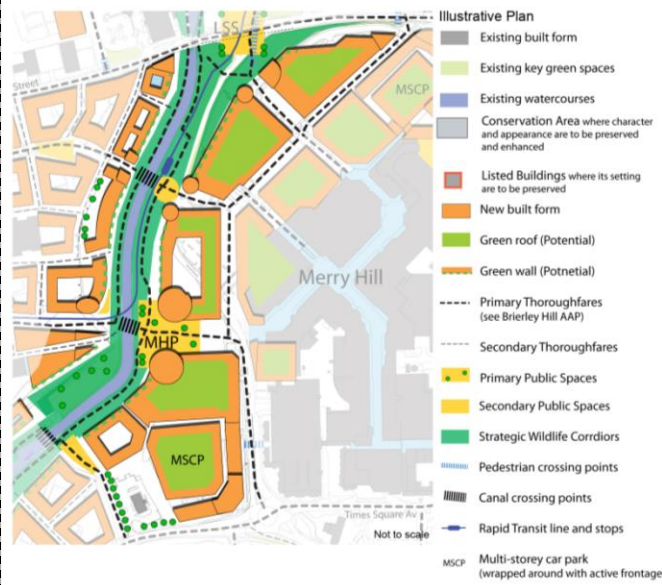 Illustrative Plan
Existing built form
Existing key green spaces
Existing watercourses
Conservation Area where character
and appearance are to be preserved
and enhanced
Listed Buildings where its setting
are to be preserved
New built form
Green roof (Potential)
Green wall (Potnetial)
Primary Thoroughfares
(see Brierley Hill AAP)
Secondary Thoroughfares
Primary Public Spaces
Secondary Public Spaces
Strategic Wildlife Corrdiors
Pedestrian crossing points
Canal crossing points
Rapid Transit line and stops
MSCP
Multi-storey car park
(wrapped around with active frontage
LSS
Street
MSCP
Merry Hill
MHP
MSCP
Times Square Av
Not to scale